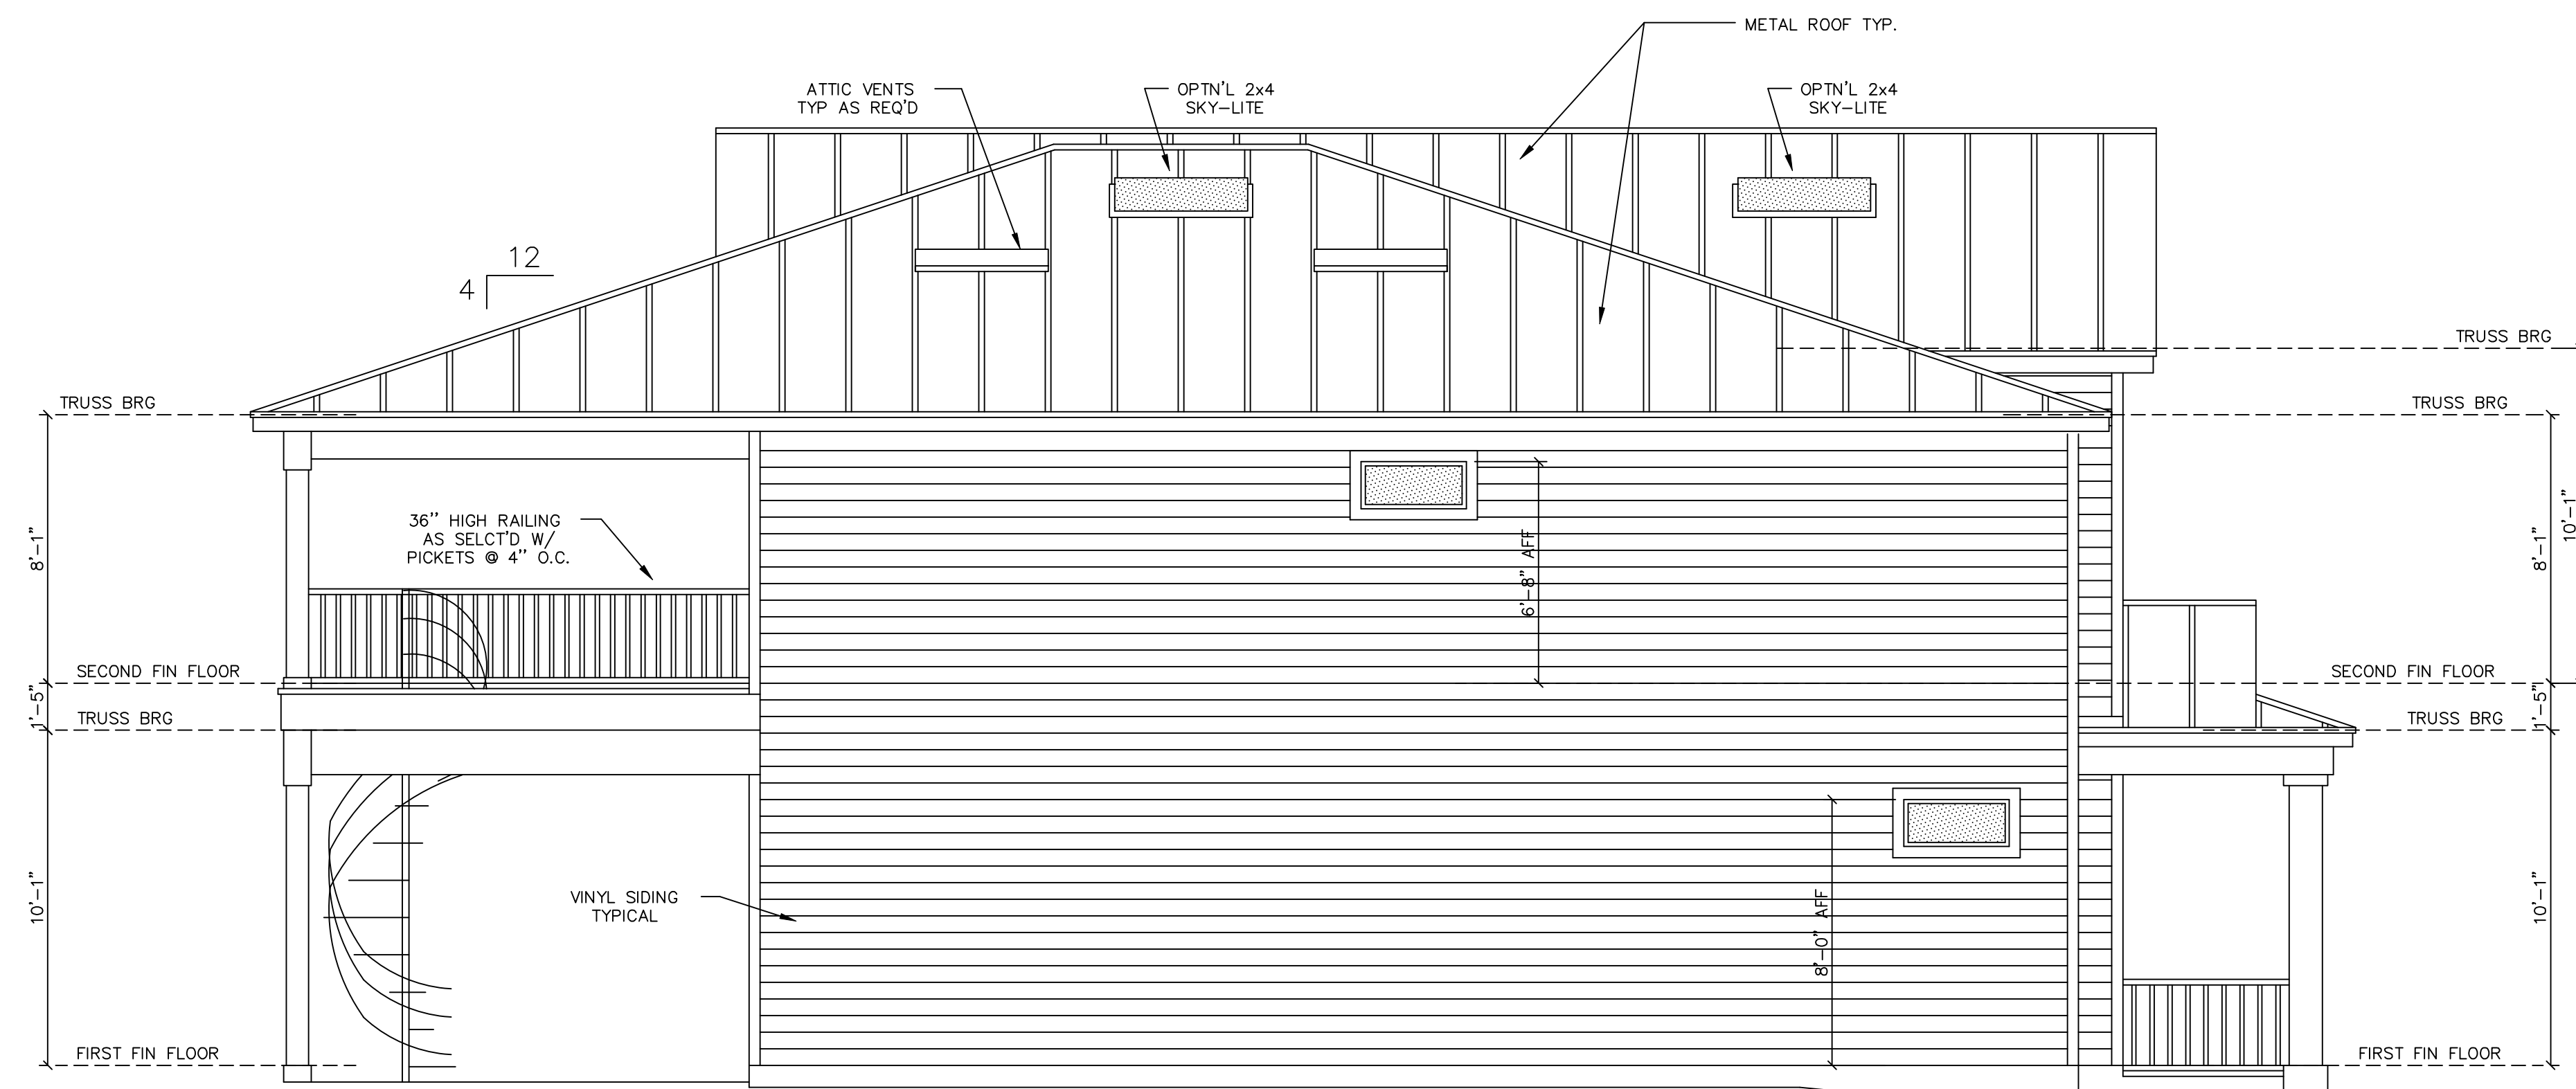 METAL ROOF TYP.
ATTIC VENTS
TYP AS REQ'D
OPTN'L 2x4
SKY-LITE
OPTN'L 2x4
SKY-LITE
12
4
TRUSS BRG
TRUSS BRG
TRUSS BRG
8'-1"
36" HIGH RAILING
AS SELCT'D W/
PICKETS @ 4" O.C.
6'-8" AFF
8'-1"
10'-1"
SECOND FIN FLOOR
SECOND FIN FLOOR
1'-5"
TRUSS BRG
1'-5"
TRUSS BRG
10'-1"
VINYL SIDING
TYPICAL
8'-0" AFF
10'-1"
FIRST FIN FLOOR
FIRST FIN FLOOR